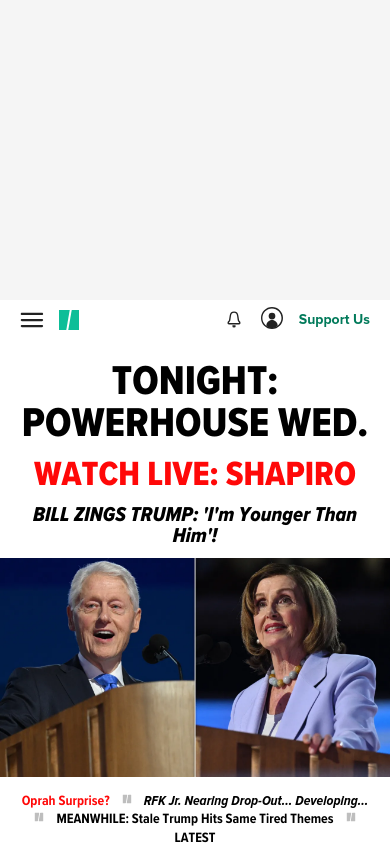 Support Us
TONIGHT:
POWERHOUSE WED.
WATCH LIVE: SHAPIRO
BILL ZINGS TRUMP: 'I'm Younger Than
Him'!
Oprah Surprise? RFK Jr. Nearing Drop-Out... Developing...
MEANWHILE: Stale Trump Hits Same Tired Themes
LATEST